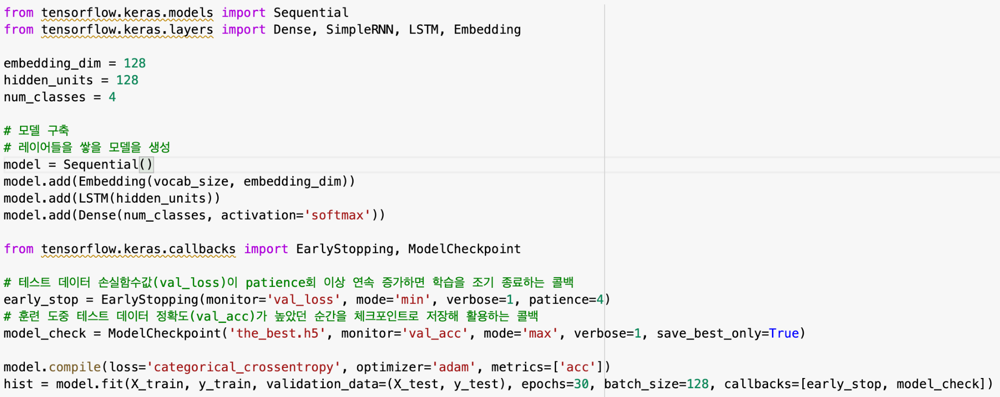 from tensorflow.keras.models import Sequential
from tensorflow.keras.layers import Dense, SimpleRNN, LSTM, Embedding
embedding_dim = 128
hidden_units = 128
num_classes = 4
# 모델 구축
# 레이어들을 쌓을 모델을 생성
model = Sequential()
model.add(Embedding(vocab_size, embedding_dim))
model.add(LSTM(hidden_units))
model.add(Dense(num_classes, activation='softmax'))
from tensorflow.keras.callbacks import EarlyStopping, ModelCheckpoint
# 테스트 데이터 손실함수값(val_loss)이 patience회 이상 연속 증가하면 학습을 조기 종료하는 콜백
early_stop = EarlyStopping(monitor='val_loss', mode='min', verbose=1, patience=4)
# 훈련 도중 테스트 데이터 정확도(val_acc)가 높았던 순간을 체크포인트로 저장해 활용하는 콜백
model_check = ModelCheckpoint('the_best.h5', monitor='val_acc', mode='max', verbose=1, save_best_only=True)
model.compile(loss='categorical_crossentropy', optimizer='adam', metrics=['acc'])
hist = model.fit(X_train, y_train, validation_data=(X_test, y_test), epochs=30, batch_size=128, callbacks=[early_stop, model_check])